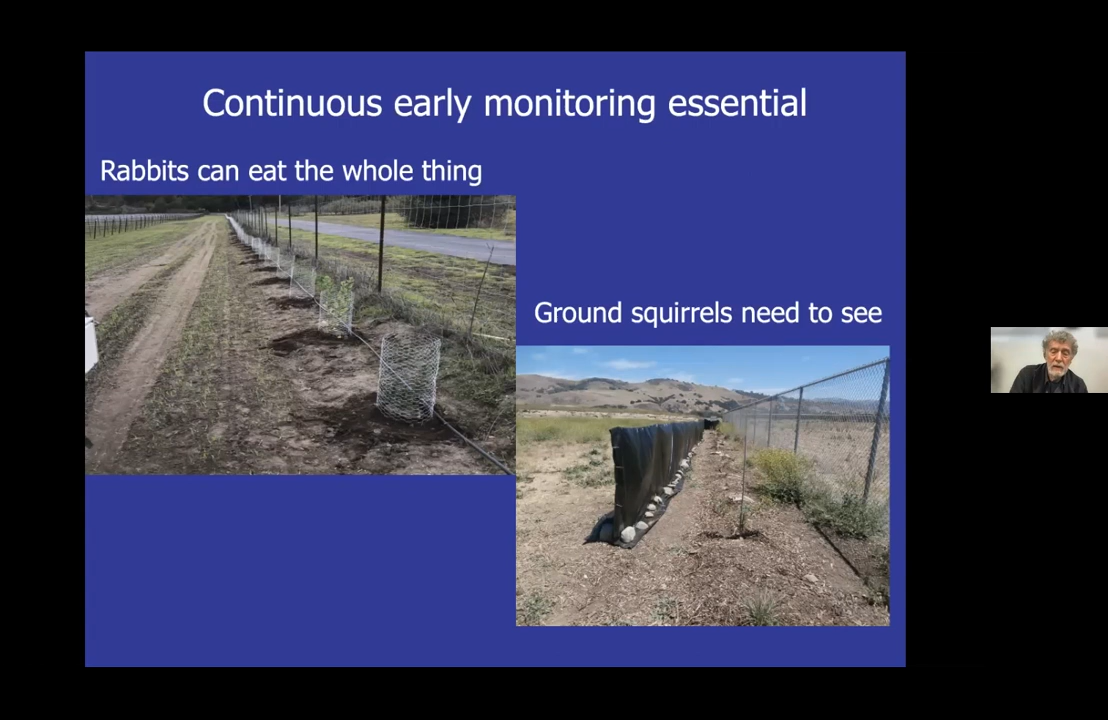 Continuous early monitoring essential
Rabbits can eat the whole thing
Ground squirrels need to see